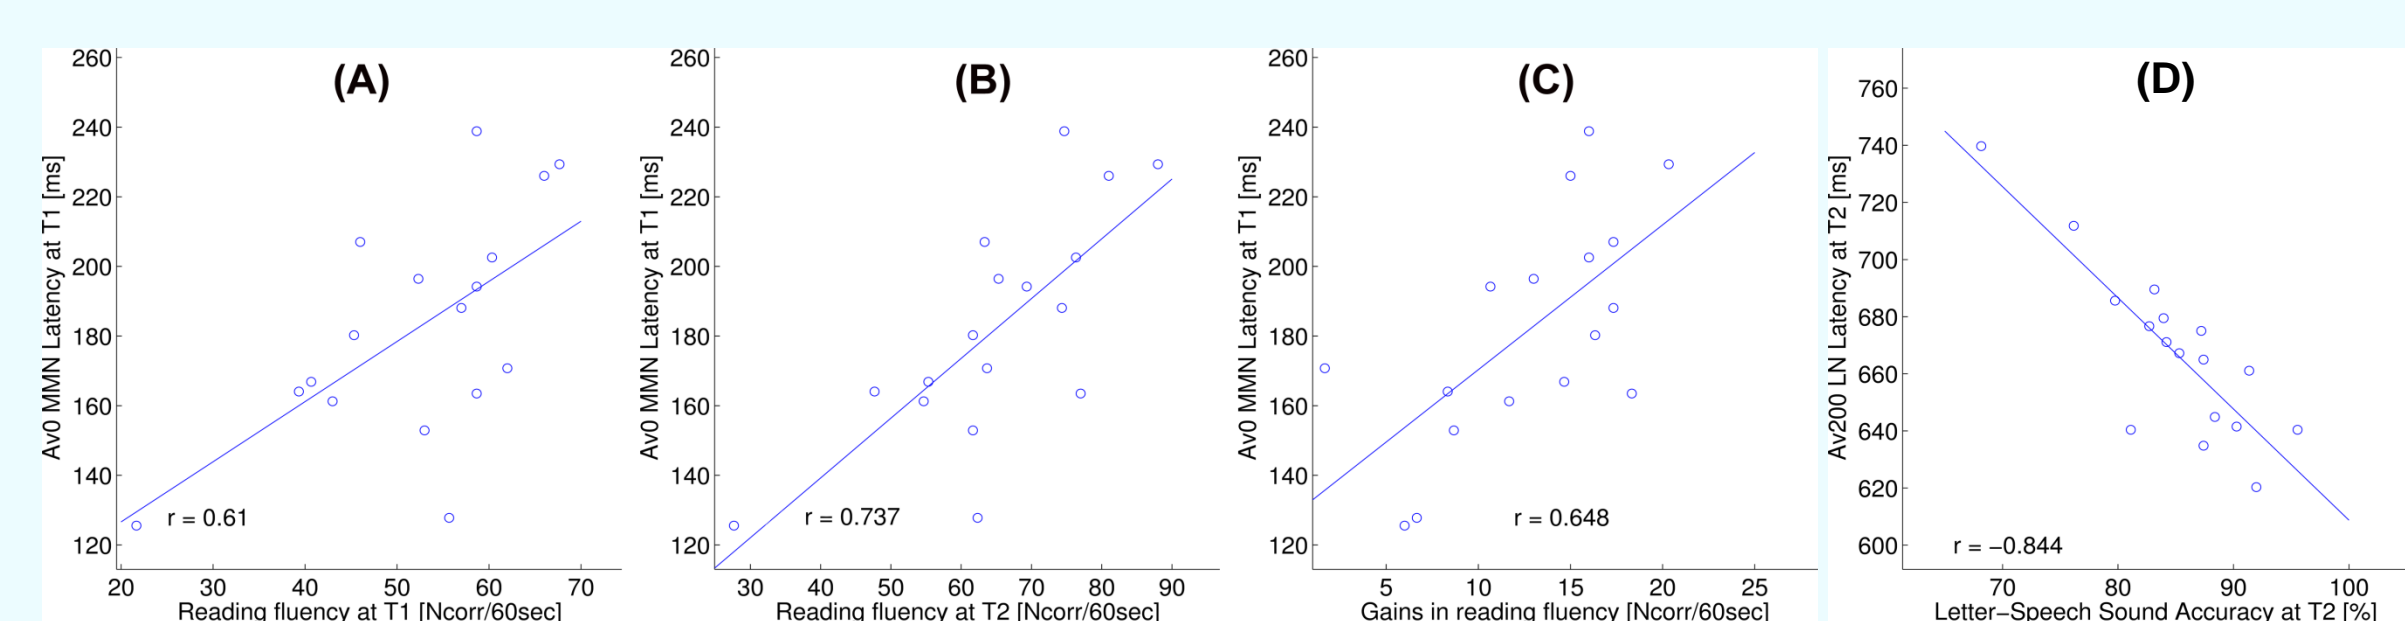 (A)
260
240
220
200
180
160
140
120
Av0 MMN Latency at T1 [ms]
r = 0.61
20 30 40 50 60 70
Reading fluency at T1 [Ncorr/60sec]
(B)
260
240
220
200
180
160
140
120
Av0 MMN Latency at T1 [ms]
r = 0.737
30 40 50 60 70 80 90
Reading fluency at T2 [Ncorr/60sec]
(C)
260
240
220
200
180
160
140
120
Av0 MMN Latency at T1 [ms]
r = 0.648
5 10 15 20 25
Gains in reading fluency [Ncorr/60sec]
(D)
760
740
720
700
680
660
640
620
600
Av200 LN Latency at T2 [ms]
r = −0.844
70 80 90 100
Letter−Speech Sound Accuracy at T2 [%]